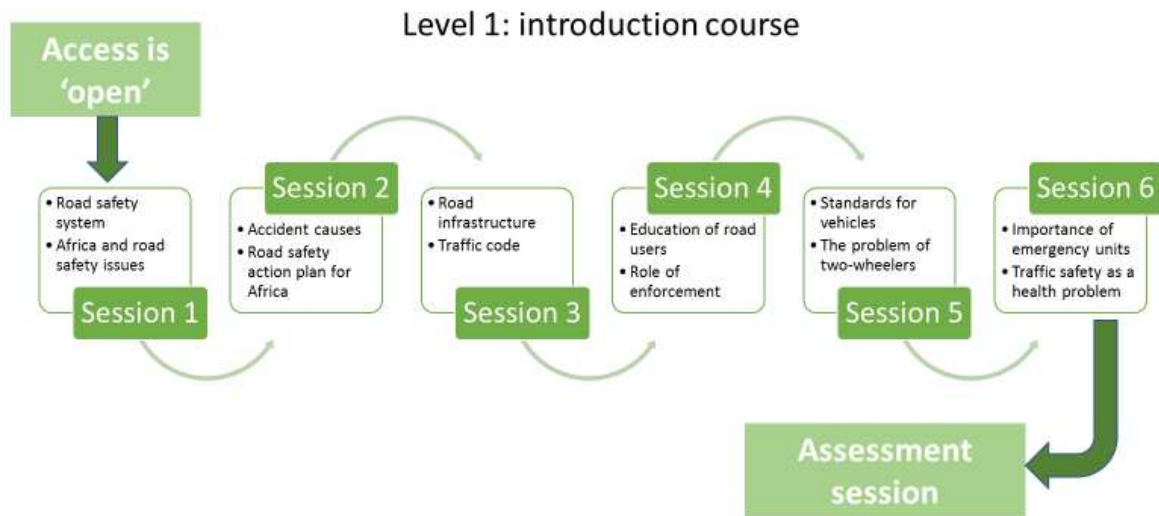 Level 1: introduction course
Access is
‘open’
• Road safety
system
• Africa and road
safety issues
Session 1
Session 2
• Accident causes
• Road safety
action plan for
Africa
• Road
infrastructure
• Traffic code
Session 3
Session 4
• Education of road
users
• Role of
enforcement
• Standards for
vehicles
• The problem of
two-wheelers
Session 5
Session 6
• Importance of
emergency units
• Traffic safety as a
health problem
Assessment
session